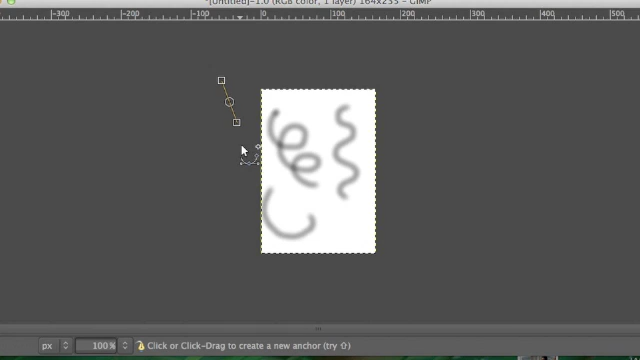 *[Untitled]-1.0 (RGB color, 1 layer) 164x235 – GIMP
-300 -200 -100 0 100 200 300 400 500
px 100% Click or Click-Drag to create a new anchor (try ⇧)